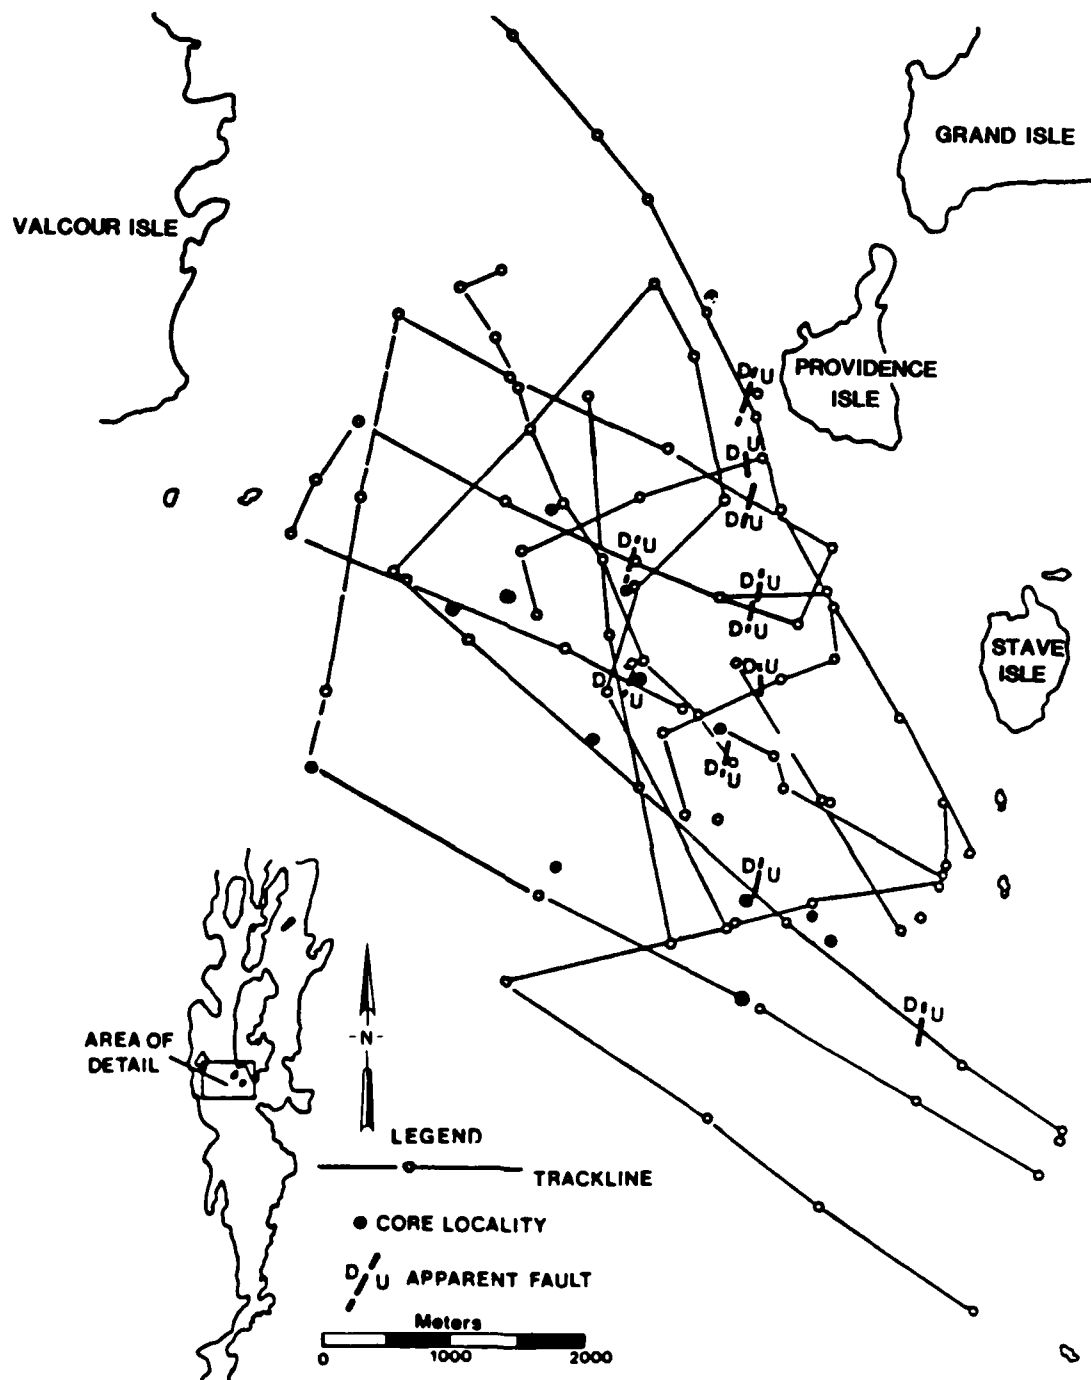 GRAND ISLE
VALCOUR ISLE
D U
PROVIDENCE
ISLE
D U
D U
D U
D U
D U
STAVE
ISLE
D U
D U
D U
D U
D U
AREA OF
DETAIL
-N-
LEGEND
TRACKLINE
CORE LOCALITY
D U APPARENT FAULT
Meters
0 1000 2000